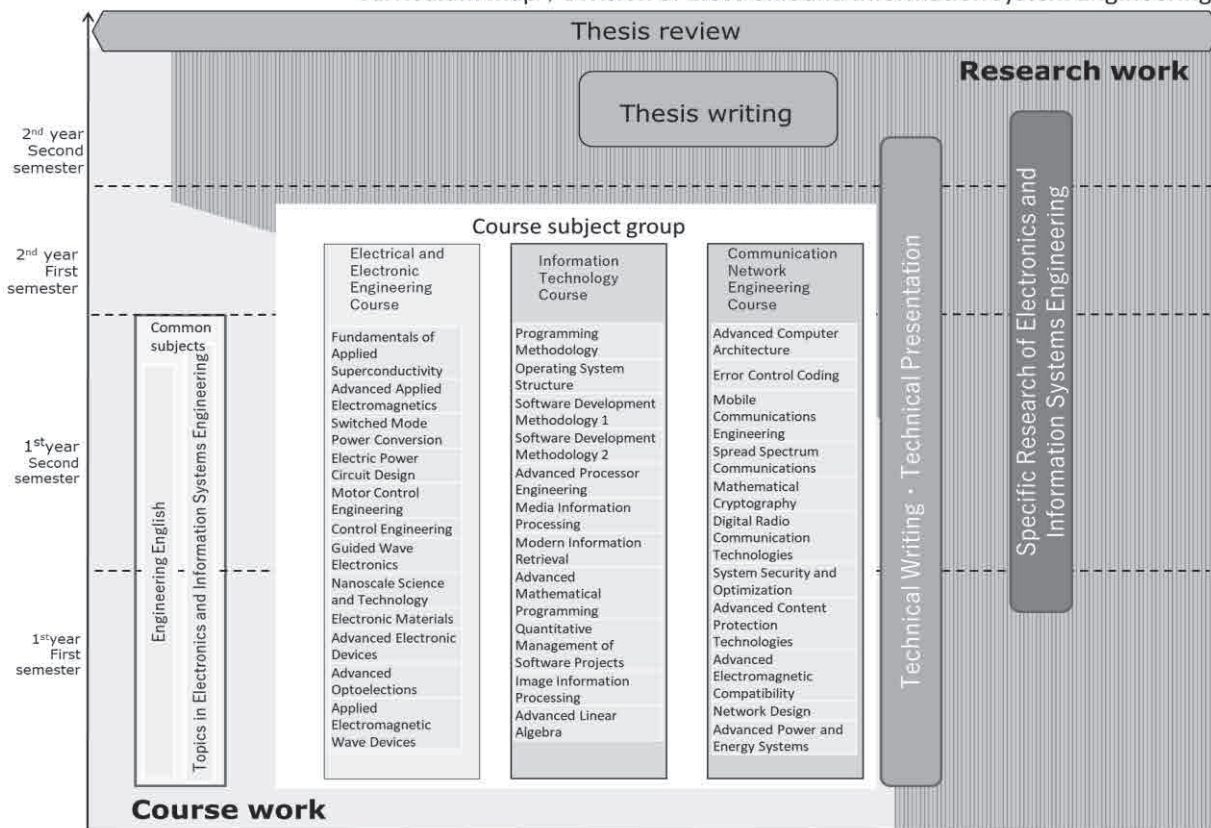 Thesis review
Research work
Thesis writing
2nd year
Second
semester
2nd year
First
semester
1st year
Second
semester
1st year
First
semester
Course subject group
Electrical and
Electronic
Engineering
Course
Fundamentals of
Applied
Superconductivity
Advanced Applied
Electromagnetics
Switched Mode
Power Conversion
Electric Power
Circuit Design
Motor Control
Engineering
Control Engineering
Guided Wave
Electronics
Nanoscale Science
and Technology
Electronic Materials
Advanced Electronic
Devices
Advanced
Optoelections
Applied
Electromagnetic
Wave Devices
Information
Technology
Course
Programming
Methodology
Operating System
Structure
Software Development
Methodology 1
Software Development
Methodology 2
Advanced Processor
Engineering
Media Information
Processing
Modern Information
Retrieval
Advanced
Mathematical
Programming
Quantitative
Management of
Software Projects
Image Information
Processing
Advanced Linear
Algebra
Communication
Network
Engineering
Course
Advanced Computer
Architecture
Error Control Coding
Mobile
Communications
Engineering
Spread Spectrum
Communications
Mathematical
Cryptography
Digital Radio
Communication
Technologies
System Security and
Optimization
Advanced Content
Protection
Technologies
Advanced
Electromagnetic
Compatibility
Network Design
Advanced Power and
Energy Systems
Common
subjects
Engineering English
Topics in Electronics and Information Systems Engineering
Technical Writing・Technical Presentation
Specific Research of Electronics and
Information Systems Engineering
Course work